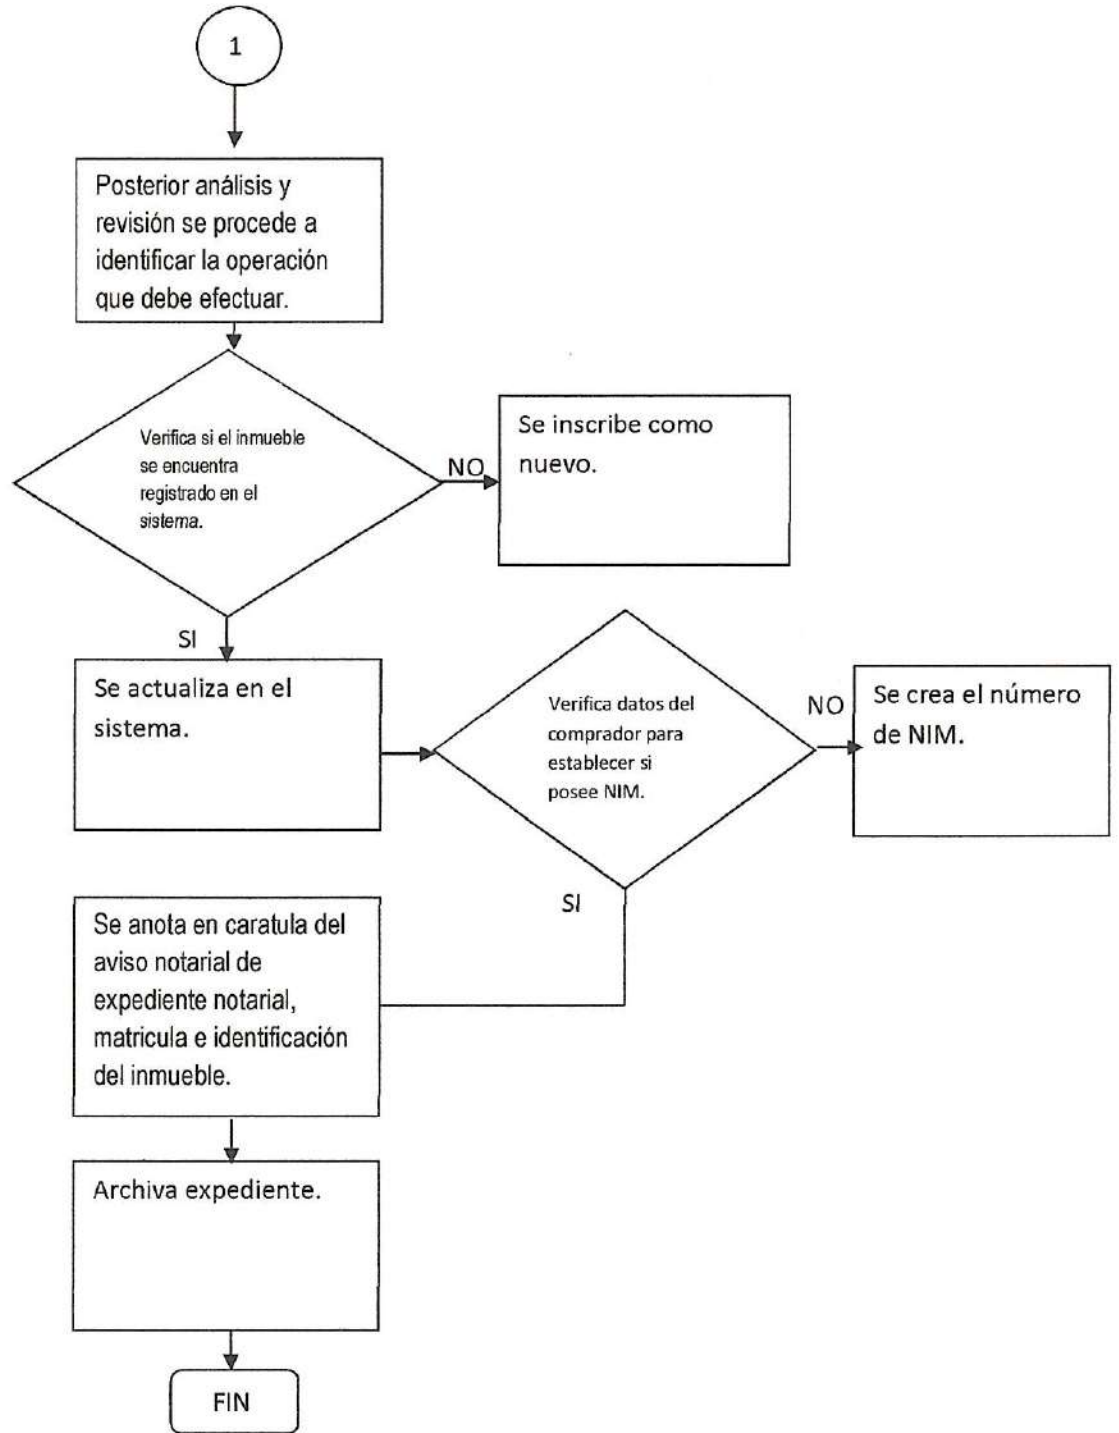 1
Posterior análisis y
revisión se procede a
identificar la operación
que debe efectuar.
Verifica si el inmueble
se encuentra
registrado en el
sistema.
NO
Se inscribe como
nuevo.
SI
Se actualiza en el
sistema.
Verifica datos del
comprador para
establecer si
posee NIM.
NO
Se crea el número
de NIM.
SI
Se anota en caratula del
aviso notarial de
expediente notarial,
matricula e identificación
del inmueble.
Archiva expediente.
FIN